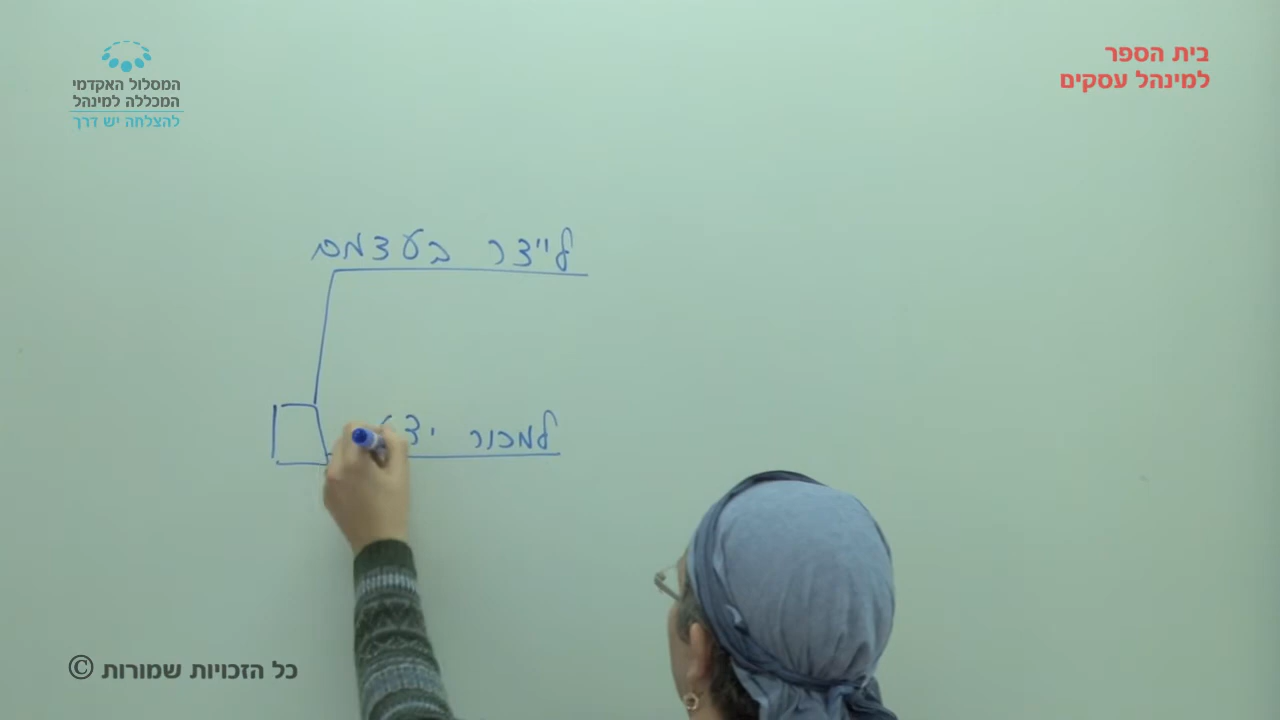 בית הספר
למינהל עסקים
המסלול האקדמי
המכללה למינהל
להצלחה יש דרך
לייצר בעצמם
למכור
כל הזכויות שמורות ©